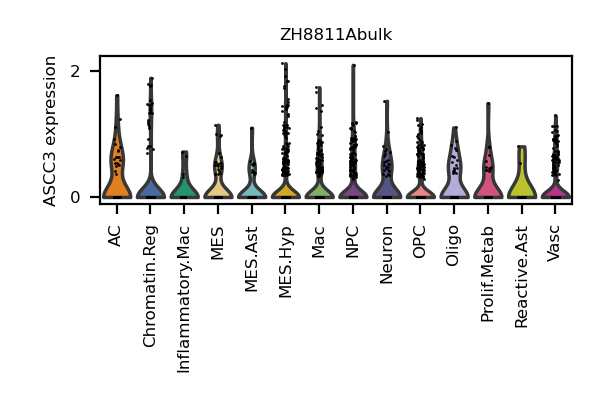 ZH8811Abulk
ASCC3 expression
2
0
AC
Chromatin.Reg
Inflammatory.Mac
MES
MES.Ast
MES.Hyp
Mac
NPC
Neuron
OPC
Oligo
Prolif.Metab
Reactive.Ast
Vasc